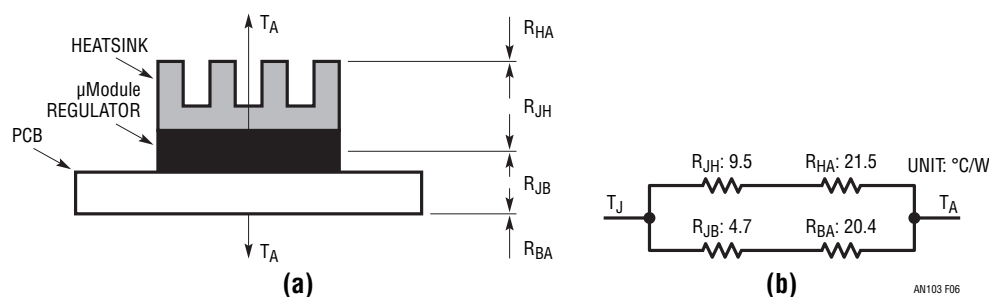 T_A
HEATSINK
µModule
REGULATOR
PCB
R_HA
R_JH
R_JB
R_BA
T_A
(a)
R_JH: 9.5
R_HA: 21.5
UNIT: °C/W
T_J
T_A
R_JB: 4.7
R_BA: 20.4
(b)
AN103 F06